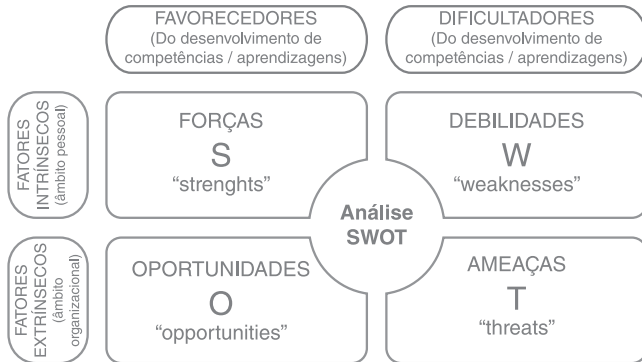 FAVORECEDORES
(Do desenvolvimento de
competências / aprendizagens)
DIFICULTADORES
(Do desenvolvimento de
competências / aprendizagens)
FATORES
INTRÍNSECOS
(âmbito pessoal)
FORÇAS
S
“strenghts”
DEBILIDADES
W
“weaknesses”
Análise
SWOT
FATORES
EXTRÍNSECOS
(âmbito
organizacional)
OPORTUNIDADES
O
“opportunities”
AMEAÇAS
T
“threats”